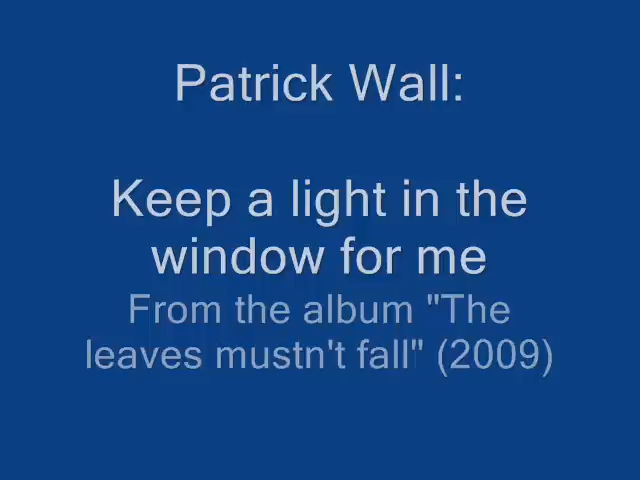 Patrick Wall:
Keep a light in the
window for me
From the album "The
leaves mustn't fall" (2009)